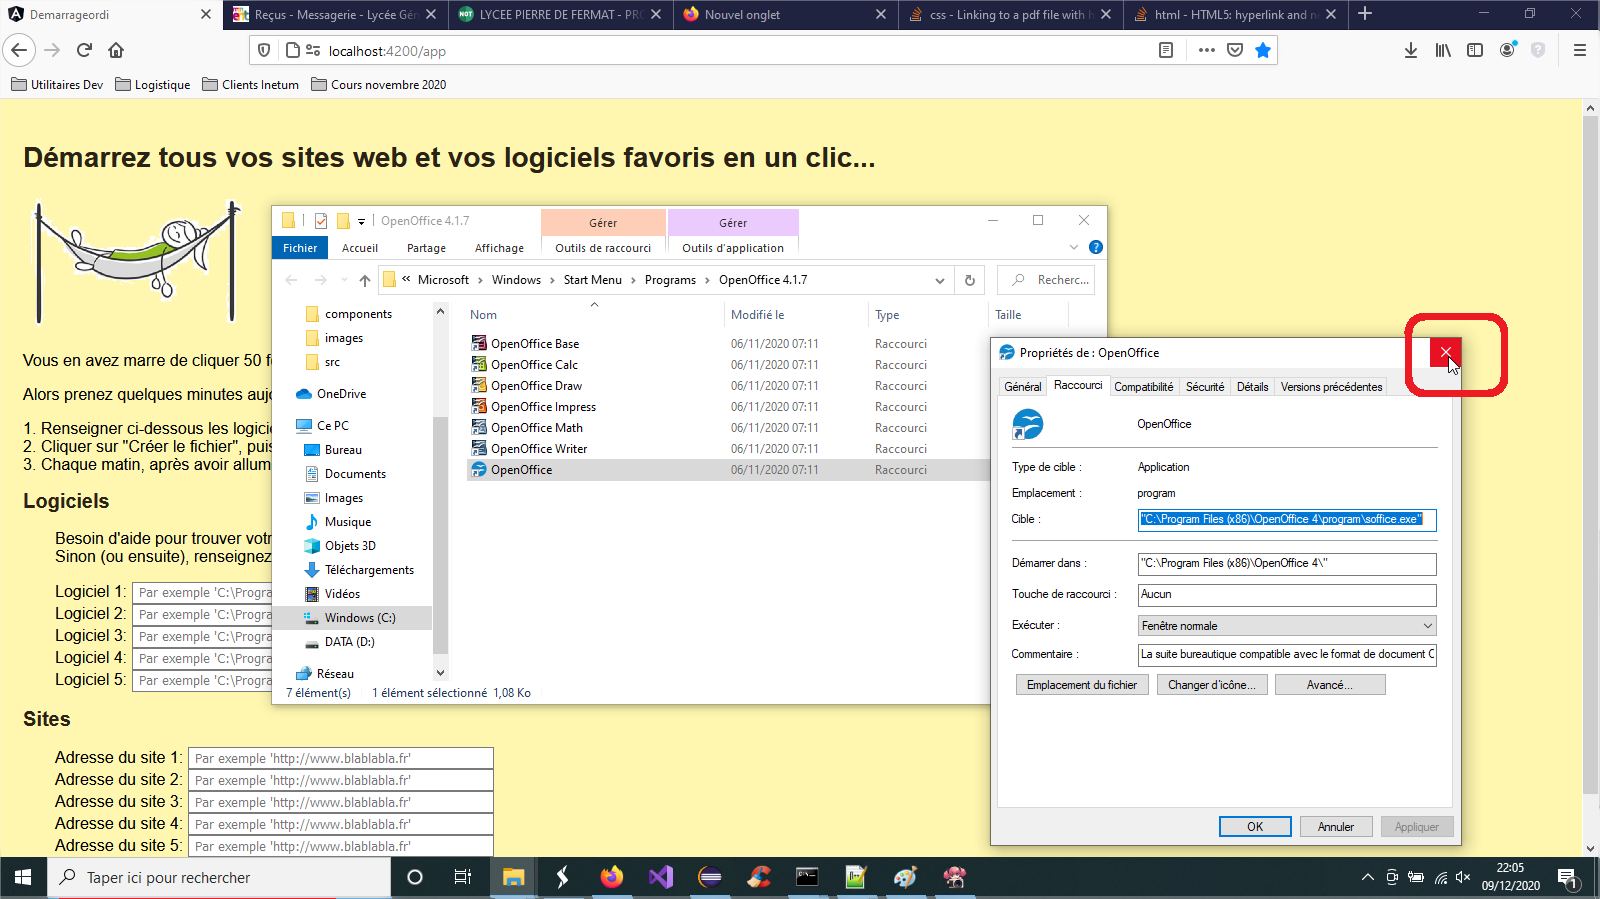 Demarrageordi
Reçus - Messagerie - Lycée Gén
LYCEE PIERRE DE FERMAT - PRO
Nouvel onglet
css - Linking to a pdf file with h
html - HTML5: hyperlink and n
localhost:4200/app
Utilitaires Dev
Logistique
Clients Inetum
Cours novembre 2020
Démarrez tous vos sites web et vos logiciels favoris en un clic...
Vous en avez marre de cliquer 50 f
Alors prenez quelques minutes auj
1. Renseigner ci-dessous les logici
2. Cliquer sur "Créer le fichier", puis
3. Chaque matin, après avoir allum
Logiciels
Besoin d'aide pour trouver vot
Sinon (ou ensuite), renseignez
Logiciel 1: Par exemple 'C:\Progra
Logiciel 2: Par exemple 'C:\Progra
Logiciel 3: Par exemple 'C:\Progra
Logiciel 4: Par exemple 'C:\Progra
Logiciel 5: Par exemple 'C:\Progra
Sites
Adresse du site 1: Par exemple 'http://www.blablabla.fr'
Adresse du site 2: Par exemple 'http://www.blablabla.fr'
Adresse du site 3: Par exemple 'http://www.blablabla.fr'
Adresse du site 4: Par exemple 'http://www.blablabla.fr'
Adresse du site 5: Par exemple 'http://www.blablabla.fr'
OpenOffice 4.1.7
Gérer
Gérer
Fichier
Accueil
Partage
Affichage
Outils de raccourci
Outils d'application
« Microsoft > Windows > Start Menu > Programs > OpenOffice 4.1.7
Recherc...
components
images
src
OneDrive
Ce PC
Bureau
Documents
Images
Musique
Objets 3D
Téléchargements
Vidéos
Windows (C:)
DATA (D:)
Réseau
Nom Modifié le Type Taille
OpenOffice Base 06/11/2020 07:11 Raccourci
OpenOffice Calc 06/11/2020 07:11 Raccourci
OpenOffice Draw 06/11/2020 07:11 Raccourci
OpenOffice Impress 06/11/2020 07:11 Raccourci
OpenOffice Math 06/11/2020 07:11 Raccourci
OpenOffice Writer 06/11/2020 07:11 Raccourci
OpenOffice 06/11/2020 07:11 Raccourci
7 élément(s) 1 élément sélectionné 1,08 Ko
Propriétés de : OpenOffice
Général
Raccourci
Compatibilité
Sécurité
Détails
Versions précédentes
OpenOffice
Type de cible : Application
Emplacement : program
Cible : "C:\Program Files (x86)\OpenOffice 4\program\soffice.exe"
Démarrer dans : "C:\Program Files (x86)\OpenOffice 4\"
Touche de raccourci : Aucun
Exécuter : Fenêtre normale
Commentaire : La suite bureautique compatible avec le format de document
Emplacement du fichier
Changer d'icône...
Avancé...
OK
Annuler
Appliquer
Taper ici pour rechercher
22:05
09/12/2020
1